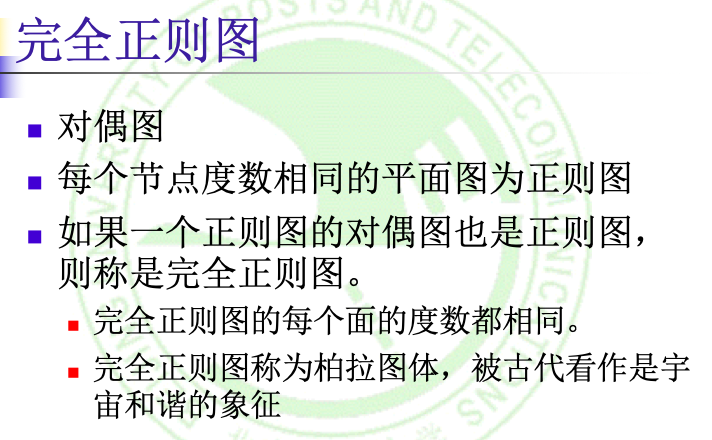 完全正则图
对偶图
每个节点度数相同的平面图为正则图
如果一个正则图的对偶图也是正则图，
则称是完全正则图。
完全正则图的每个面的度数都相同。
完全正则图称为柏拉图体，被古代看作是宇
宙和谐的象征